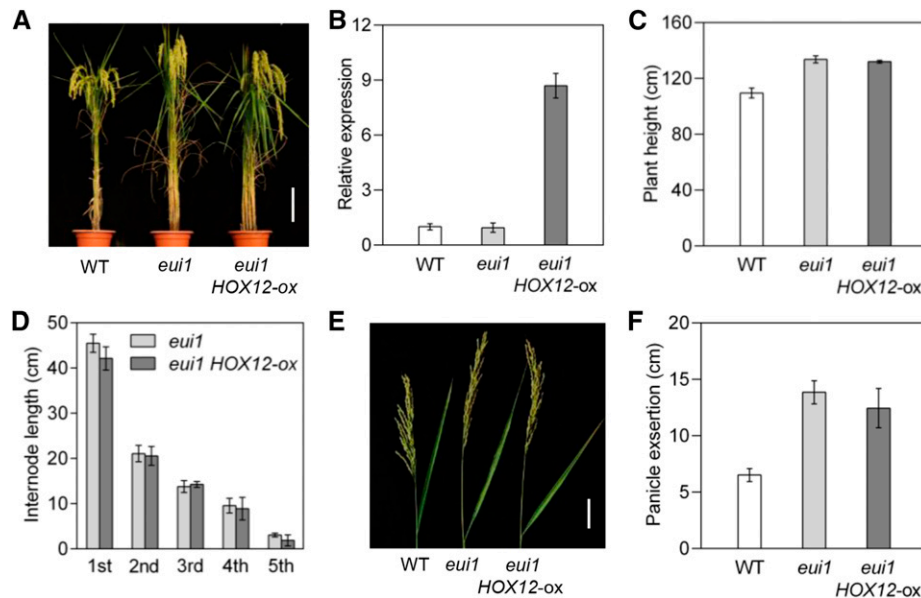 A
WT
eui1
eui1
HOX12-ox
B
Relative expression
12
9
6
3
0
WT
eui1
eui1
HOX12-ox
C
Plant height (cm)
160
120
80
40
0
WT
eui1
eui1
HOX12-ox
D
Internode length (cm)
50
40
30
20
10
0
eui1
eui1 HOX12-ox
1st 2nd 3rd 4th 5th
E
WT eui1 eui1
HOX12-ox
F
Panicle exsertion (cm)
20
15
10
5
0
WT
eui1
eui1
HOX12-ox